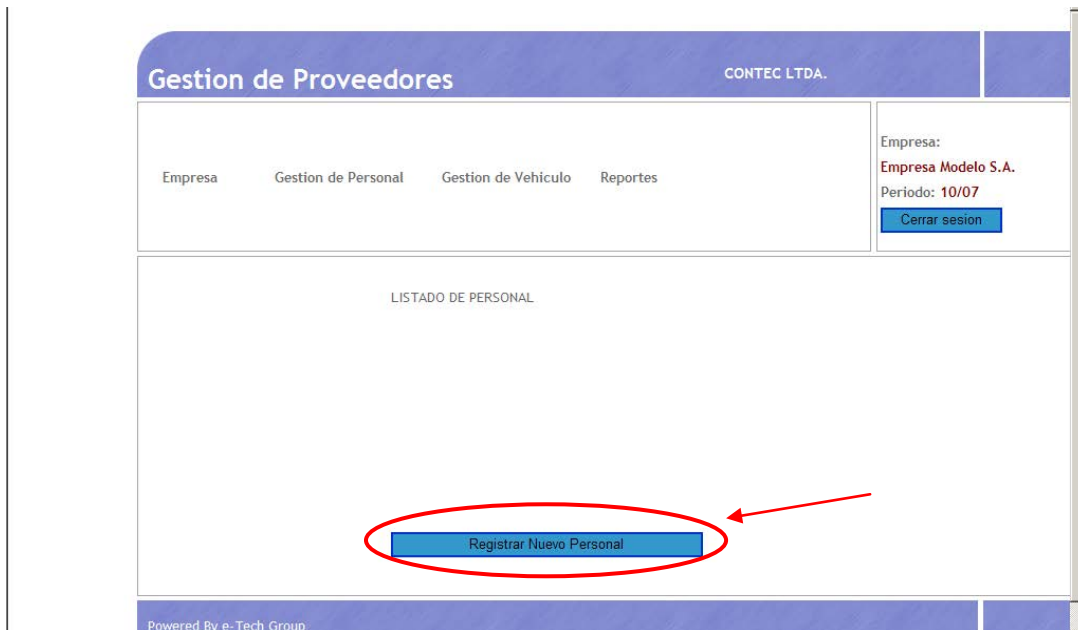 Gestion de Proveedores
CONTEC LTDA.
Empresa
Gestion de Personal
Gestion de Vehiculo
Reportes
Empresa:
Empresa Modelo S.A.
Periodo: 10/07
Cerrar sesion
LISTADO DE PERSONAL
Registrar Nuevo Personal
Powered By e-Tech Group